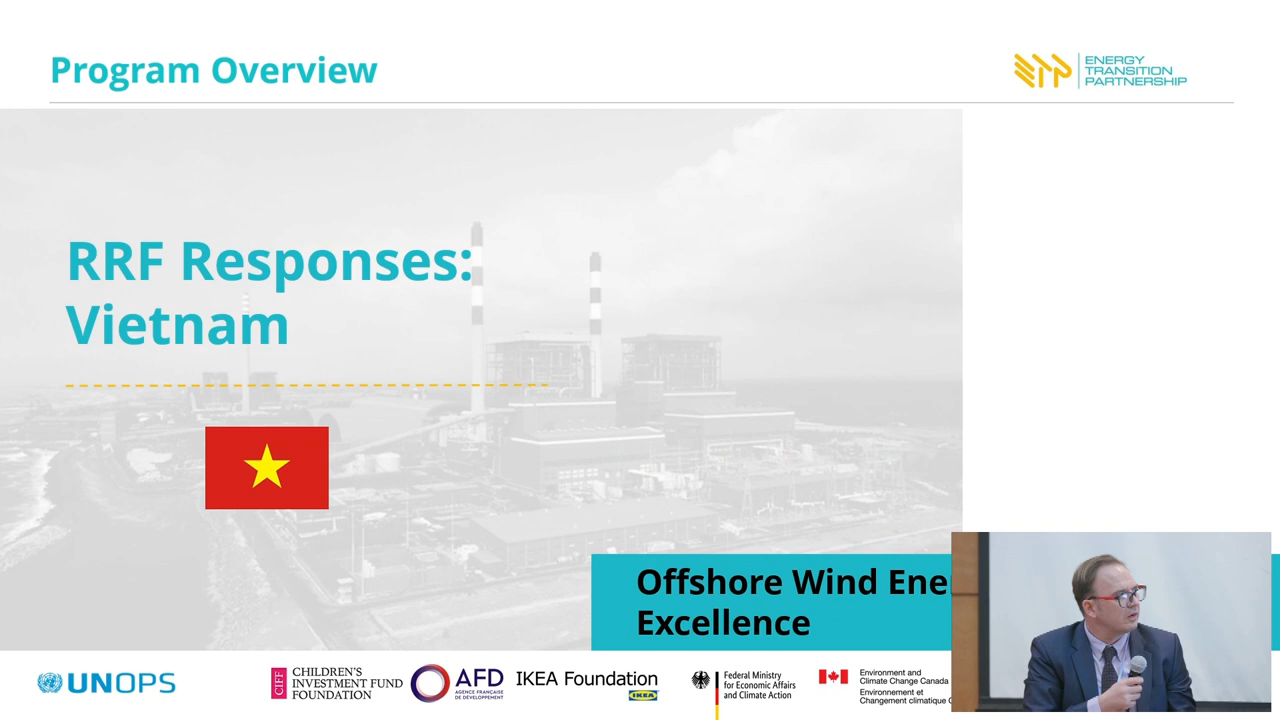 Program Overview
ENERGY
TRANSITION
PARTNERSHIP
RRF Responses:
Vietnam
Offshore Wind
Excellence
UNOPS
CIFF
CHILDREN'S
INVESTMENT FUND
FOUNDATION
AFD
AGENCE FRANÇAISE
DE DÉVELOPPEMENT
IKEA Foundation
IKEA
Federal Ministry
for Economic Affairs
and Climate Action
Environment and
Climate Change Canada
Environnement et
Changement climatique